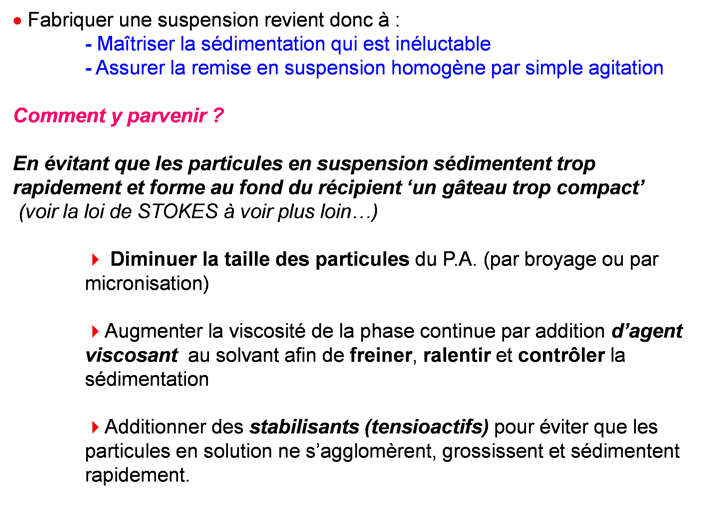 • Fabriquer une suspension revient donc à :
- Maîtriser la sédimentation qui est inéluctable
- Assurer la remise en suspension homogène par simple agitation
Comment y parvenir ?
En évitant que les particules en suspension sédimentent trop
rapidement et forme au fond du récipient ‘un gâteau trop compact’
(voir la loi de STOKES à voir plus loin…)
Diminuer la taille des particules du P.A. (par broyage ou par
micronisation)
Augmenter la viscosité de la phase continue par addition d’agent
viscosant au solvant afin de freiner, ralentir et contrôler la
sédimentation
Additionner des stabilisants (tensioactifs) pour éviter que les
particules en solution ne s’agglomèrent, grossissent et sédimentent
rapidement.